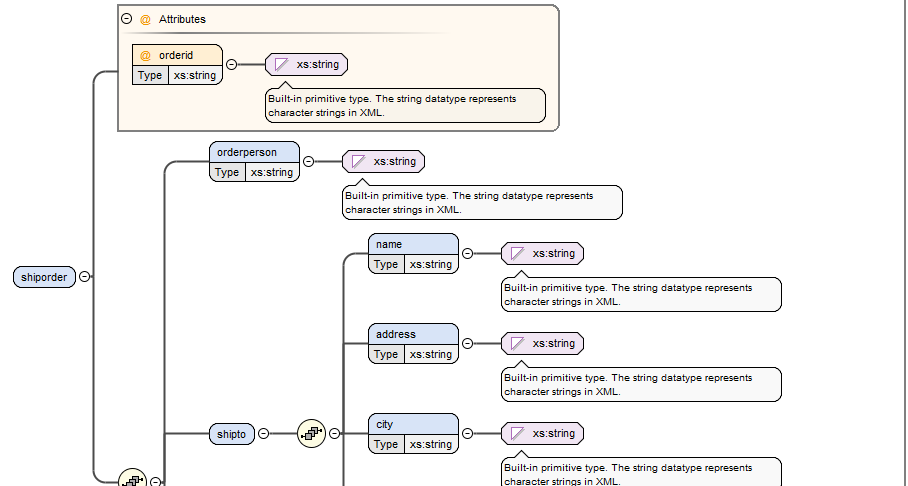 @ Attributes
@ orderid
Type xs:string
xs:string
Built-in primitive type. The string datatype represents
character strings in XML.
orderperson
Type xs:string
xs:string
Built-in primitive type. The string datatype represents
character strings in XML.
name
Type xs:string
xs:string
Built-in primitive type. The string datatype represents
character strings in XML.
shiporder
address
Type xs:string
xs:string
Built-in primitive type. The string datatype represents
character strings in XML.
shipto
city
Type xs:string
xs:string
Built-in primitive type. The string datatype represents
character strings in XML.